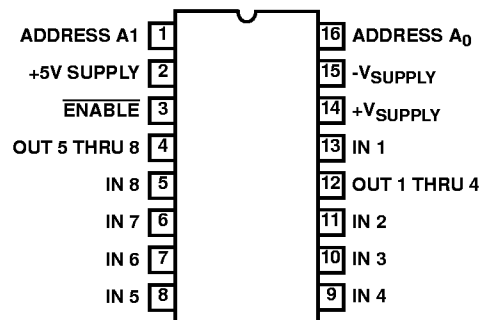 ADDRESS A1 1 16 ADDRESS A0
+5V SUPPLY 2 15 -VSUPPLY
ENABLE 3 14 +VSUPPLY
OUT 5 THRU 8 4 13 IN 1
IN 8 5 12 OUT 1 THRU 4
IN 7 6 11 IN 2
IN 6 7 10 IN 3
IN 5 8 9 IN 4